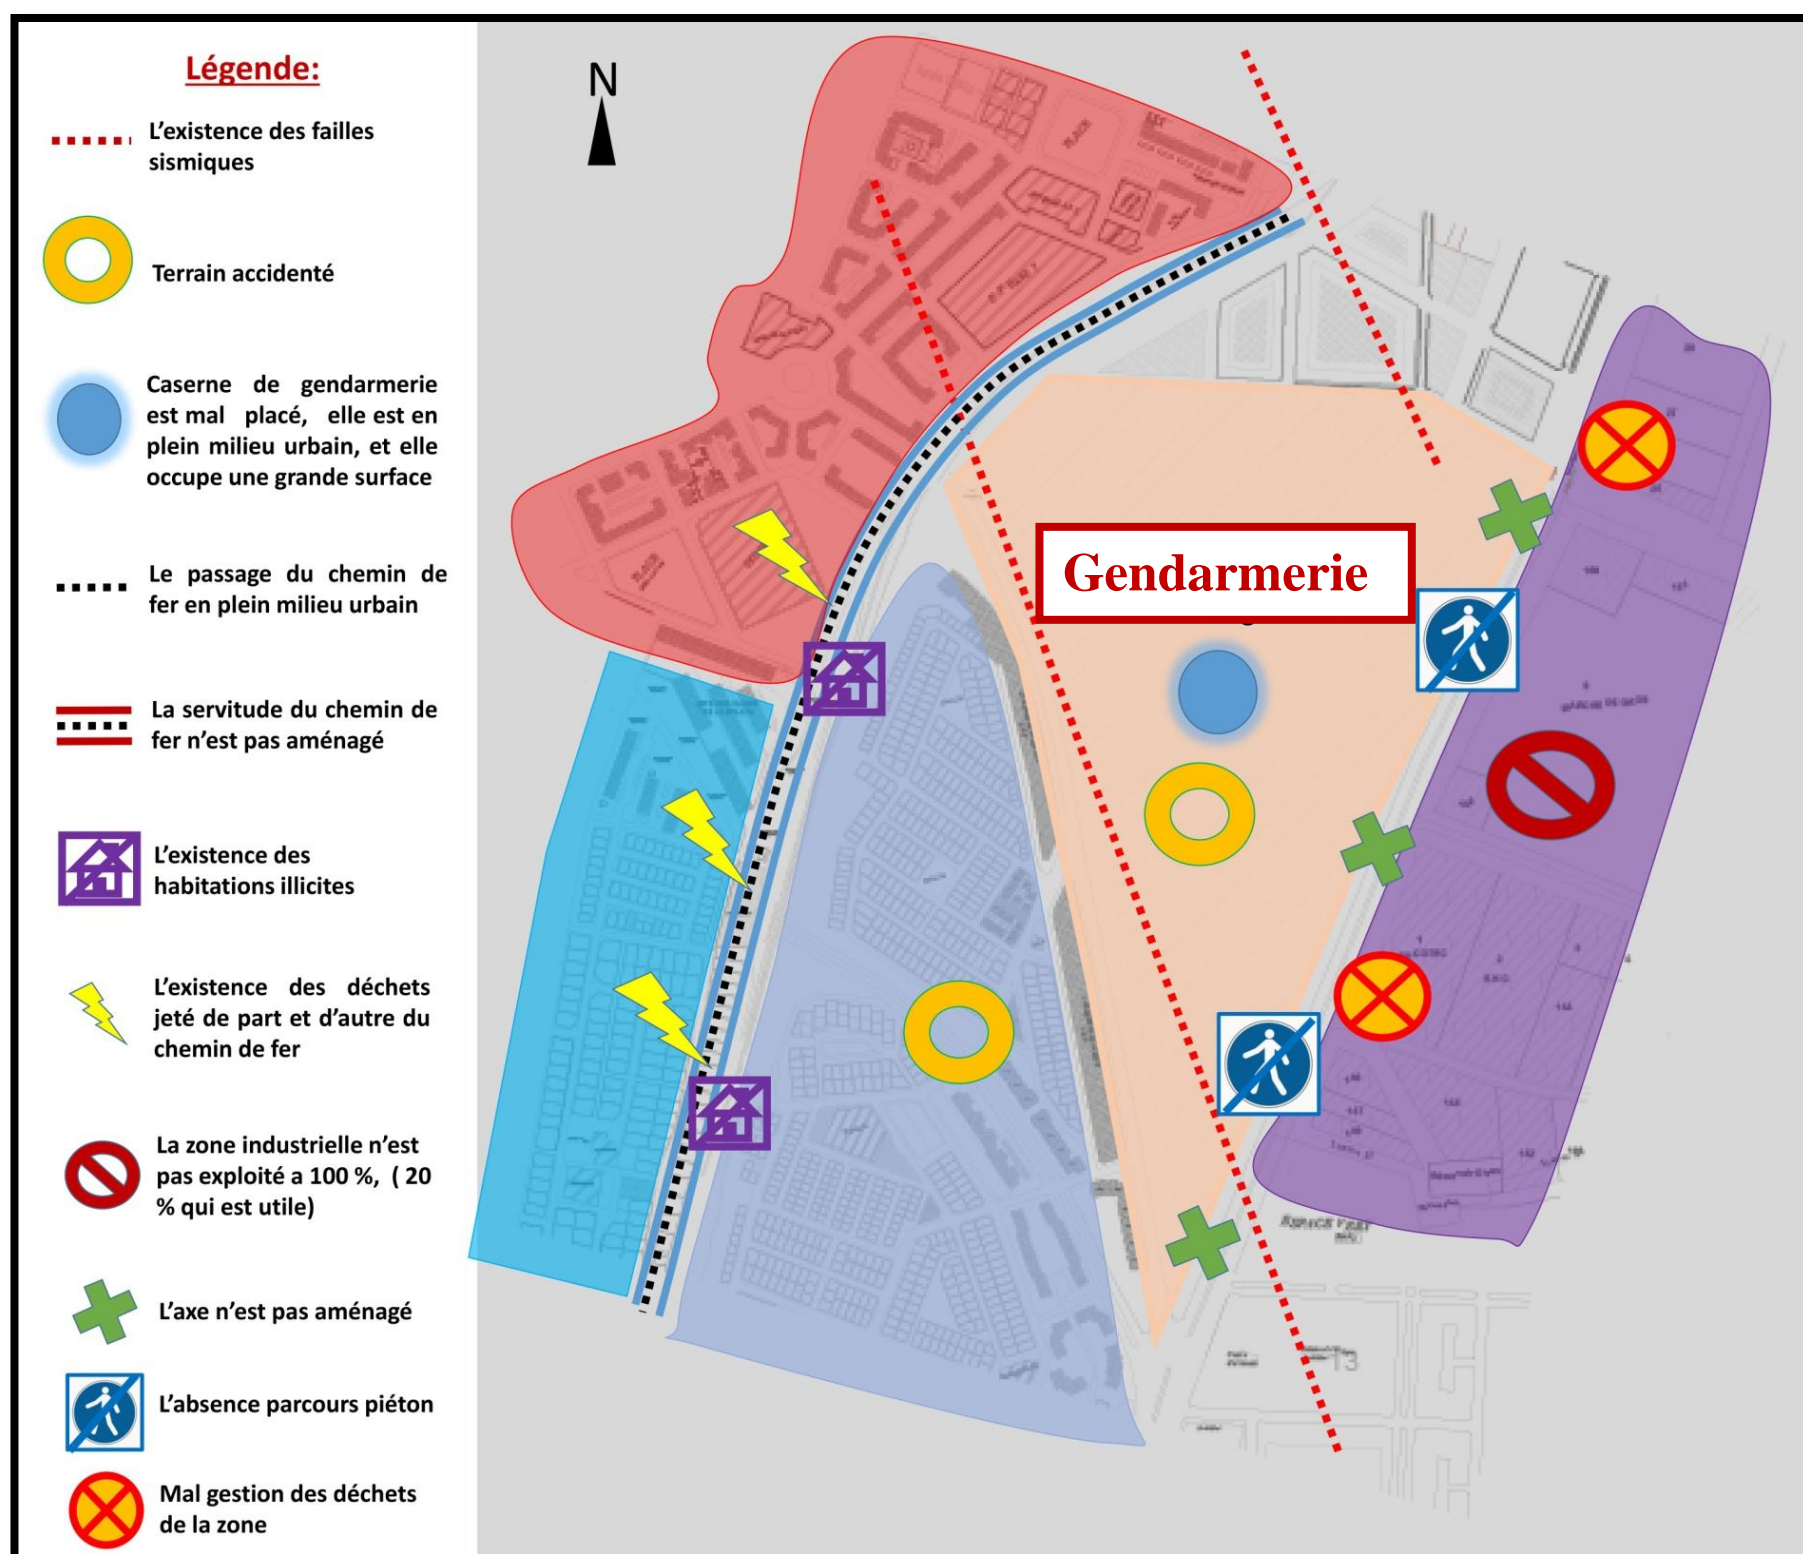 Légende:
L'existence des failles
sismiques
Terrain accidenté
Caserne de gendarmerie
est mal placé, elle est en
plein milieu urbain, et elle
occupe une grande surface
Le passage du chemin de
fer en plein milieu urbain
La servitude du chemin de
fer n'est pas aménagé
L'existence des
habitations illicites
L'existence des déchets
jeté de part et d'autre du
chemin de fer
La zone industrielle n'est
pas exploité a 100 %, ( 20
% qui est utile)
L'axe n'est pas aménagé
L'absence parcours piéton
Mal gestion des déchets
de la zone
N
Gendarmerie
13